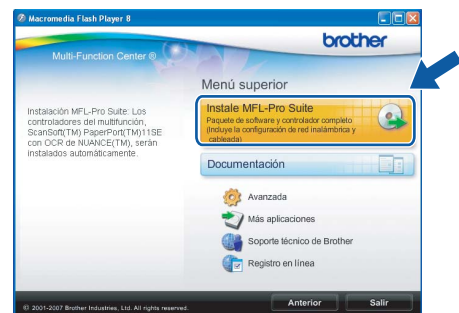 Macromedia Flash Player 8
brother
Multi-Function Center ®
Menú superior
Instalación MFL-Pro Suite: Los
controladores del multifunción,
ScanSoft(TM) PaperPort(TM)11SE
con OCR de NUANCE(TM), serán
instalados automáticamente.
Instale MFL-Pro Suite
Paquete de software y controlador completo
(Induye la configuración de red inalámbrica y
cableada)
Documentación
Avanzada
Más aplicaciones
Soporte técnico de Brother
Registro en línea
© 2001-2007 Brother Industries, Ltd. All rights reserved.
Anterior
Salir